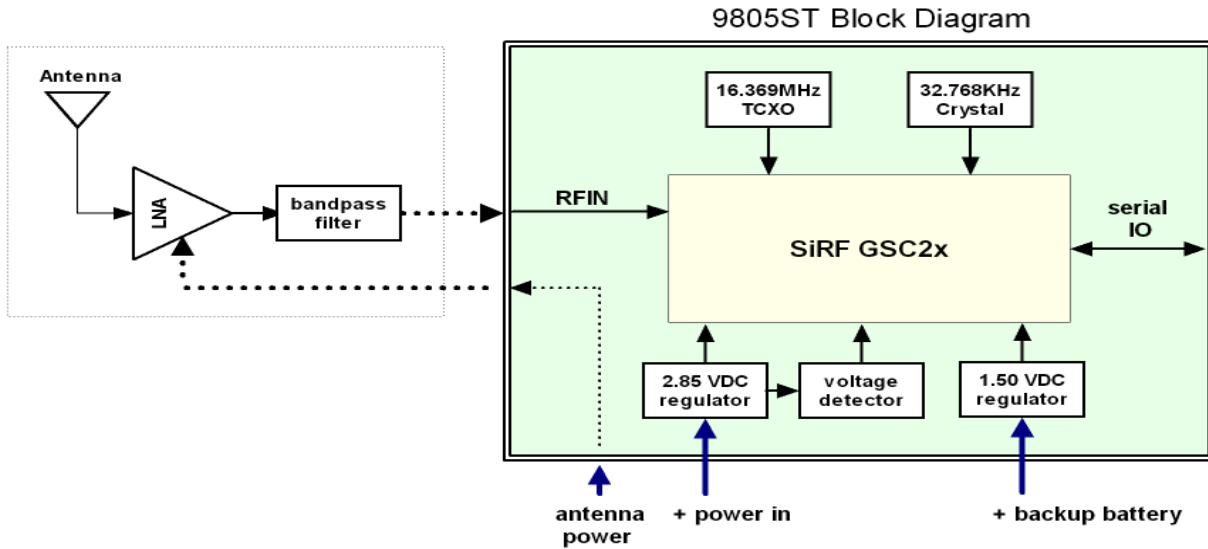 9805ST Block Diagram
Antenna
LNA
bandpass
filter
16.369MHz
TCXO
32.768KHz
Crystal
RFIN
SiRF GSC2x
serial
IO
2.85 VDC
regulator
voltage
detector
1.50 VDC
regulator
antenna
power
+ power in
+ backup battery